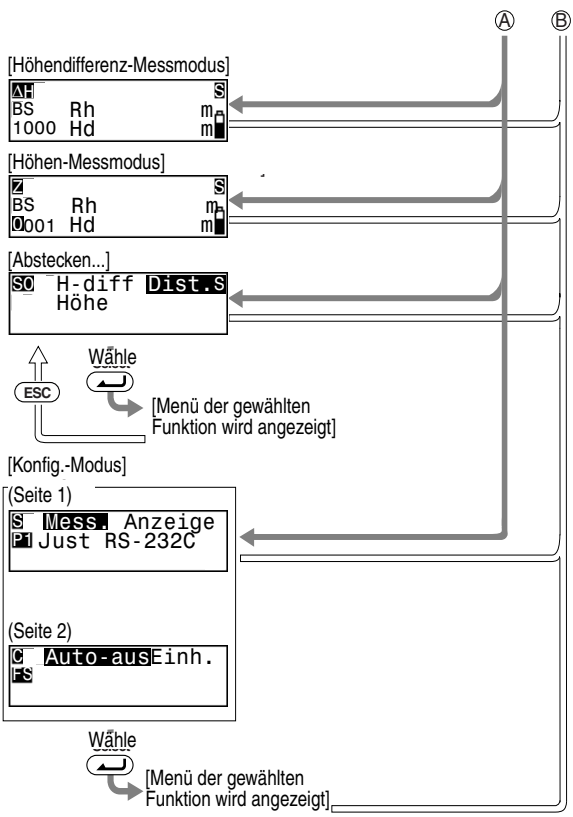 Ⓐ Ⓑ
[Höhendifferenz-Messmodus]
ΔH S
BS Rh m
1000 Hd m
[Höhen-Messmodus]
Z S
BS Rh m
0001 Hd m
[Abstecken...]
SO H-diff Dist.S
Höhe
Wähle
ESC
[Menü der gewählten
Funktion wird angezeigt]
[Konfig.-Modus]
(Seite 1)
S Mess. Anzeige
P1 Just RS-232C
(Seite 2)
C Auto-aus Einh.
FS
Wähle
[Menü der gewählten
Funktion wird angezeigt]